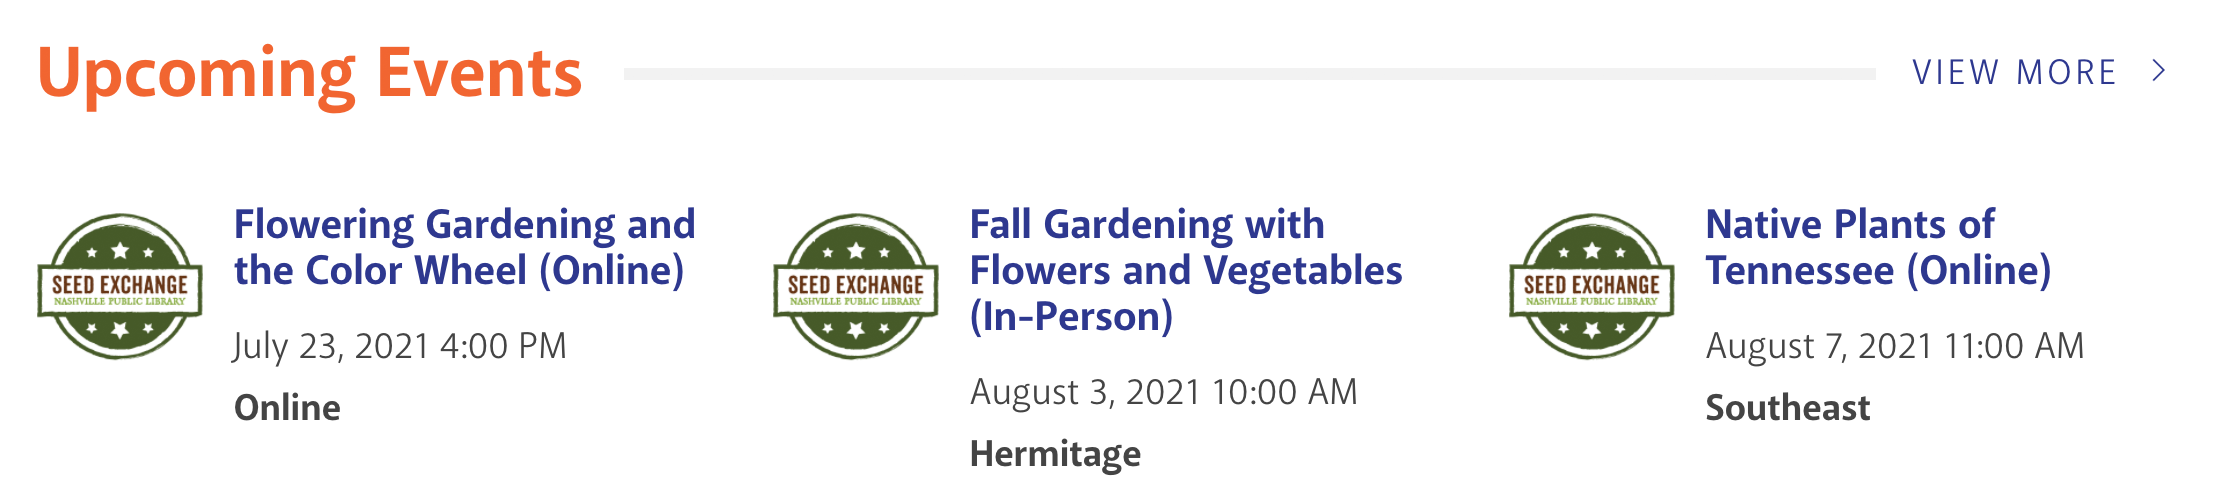 Upcoming Events
VIEW MORE
SEED EXCHANGE
NASHVILLE PUBLIC LIBRARY
Flowering Gardening and
the Color Wheel (Online)
July 23, 2021 4:00 PM
Online
SEED EXCHANGE
NASHVILLE PUBLIC LIBRARY
Fall Gardening with
Flowers and Vegetables
(In-Person)
August 3, 2021 10:00 AM
Hermitage
SEED EXCHANGE
NASHVILLE PUBLIC LIBRARY
Native Plants of
Tennessee (Online)
August 7, 2021 11:00 AM
Southeast